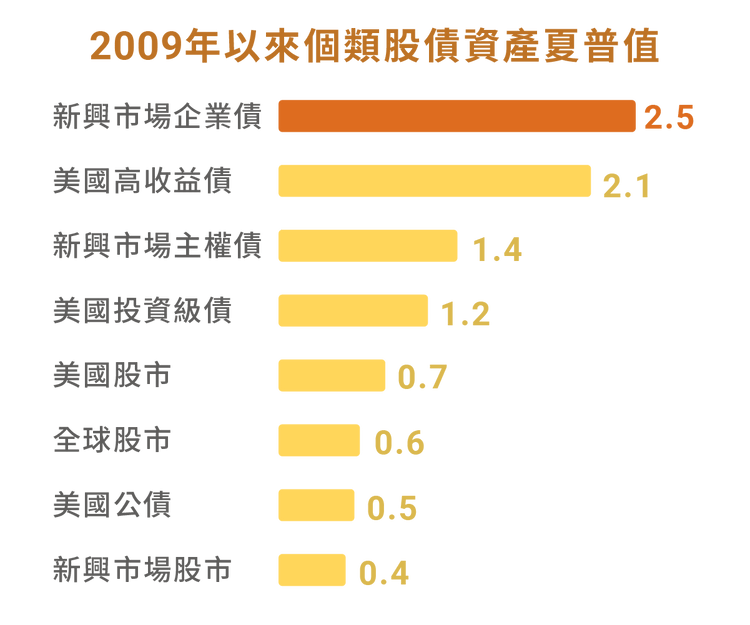 2009年以來個類股債資產夏普值
新興市場企業債 2.5
美國高收益債 2.1
新興市場主權債 1.4
美國投資級債 1.2
美國股市 0.7
全球股市 0.6
美國公債 0.5
新興市場股市 0.4